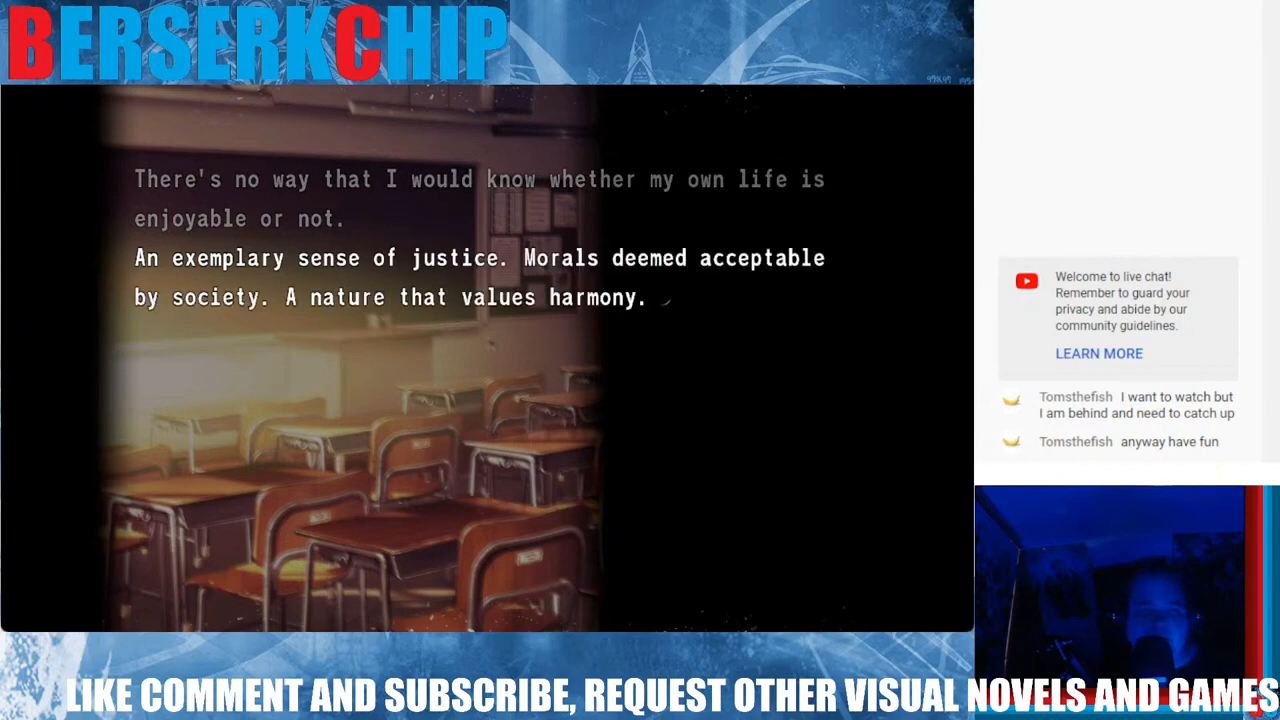 BERSERKCHIP
There's no way that I would know whether my own life is
enjoyable or not.
An exemplary sense of justice. Morals deemed acceptable
by society. A nature that values harmony.
Welcome to live chat!
Remember to guard your
privacy and abide by our
community guidelines.
LEARN MORE
Tomsthefish I want to watch but
I am behind and need to catch up
Tomsthefish anyway have fun
LIKE COMMENT AND SUBSCRIBE, REQUEST OTHER VISUAL NOVELS AND GAMES